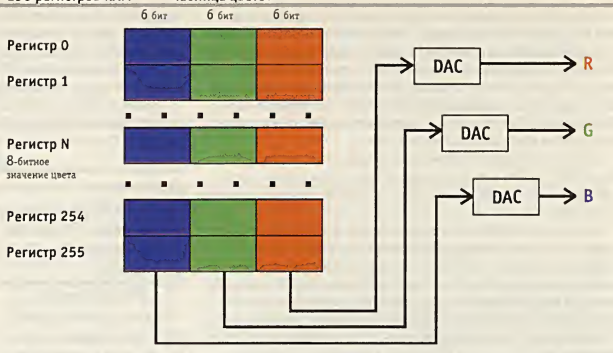 6 бит 6 бит 6 бит
Регистр 0
DAC R
Регистр 1
DAC G
Регистр N
8-битное
значение цвета
DAC B
Регистр 254
Регистр 255